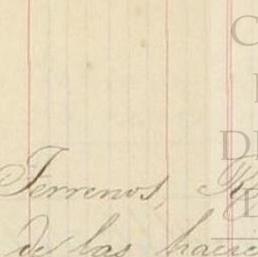 Terrenos, R
de las hacie